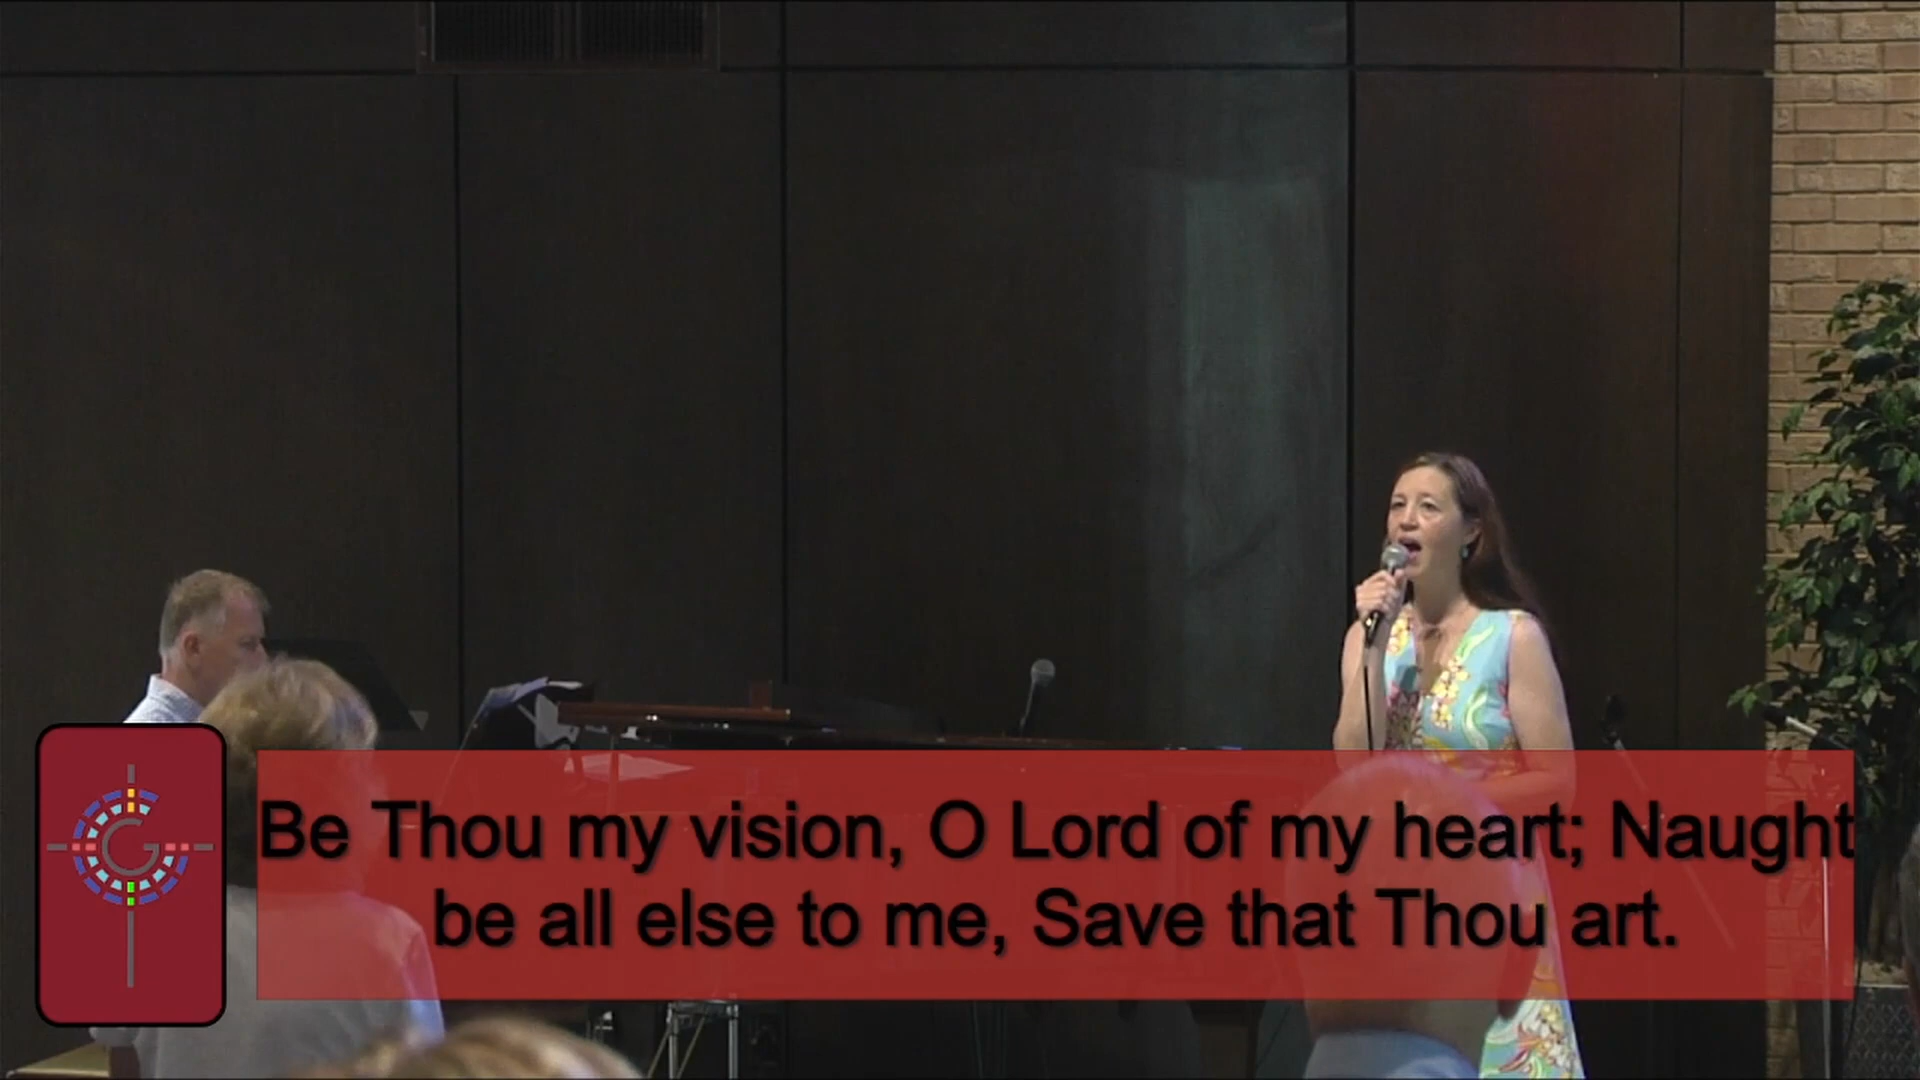 Be Thou my vision, O Lord of my heart; Naught
be all else to me, Save that Thou art.